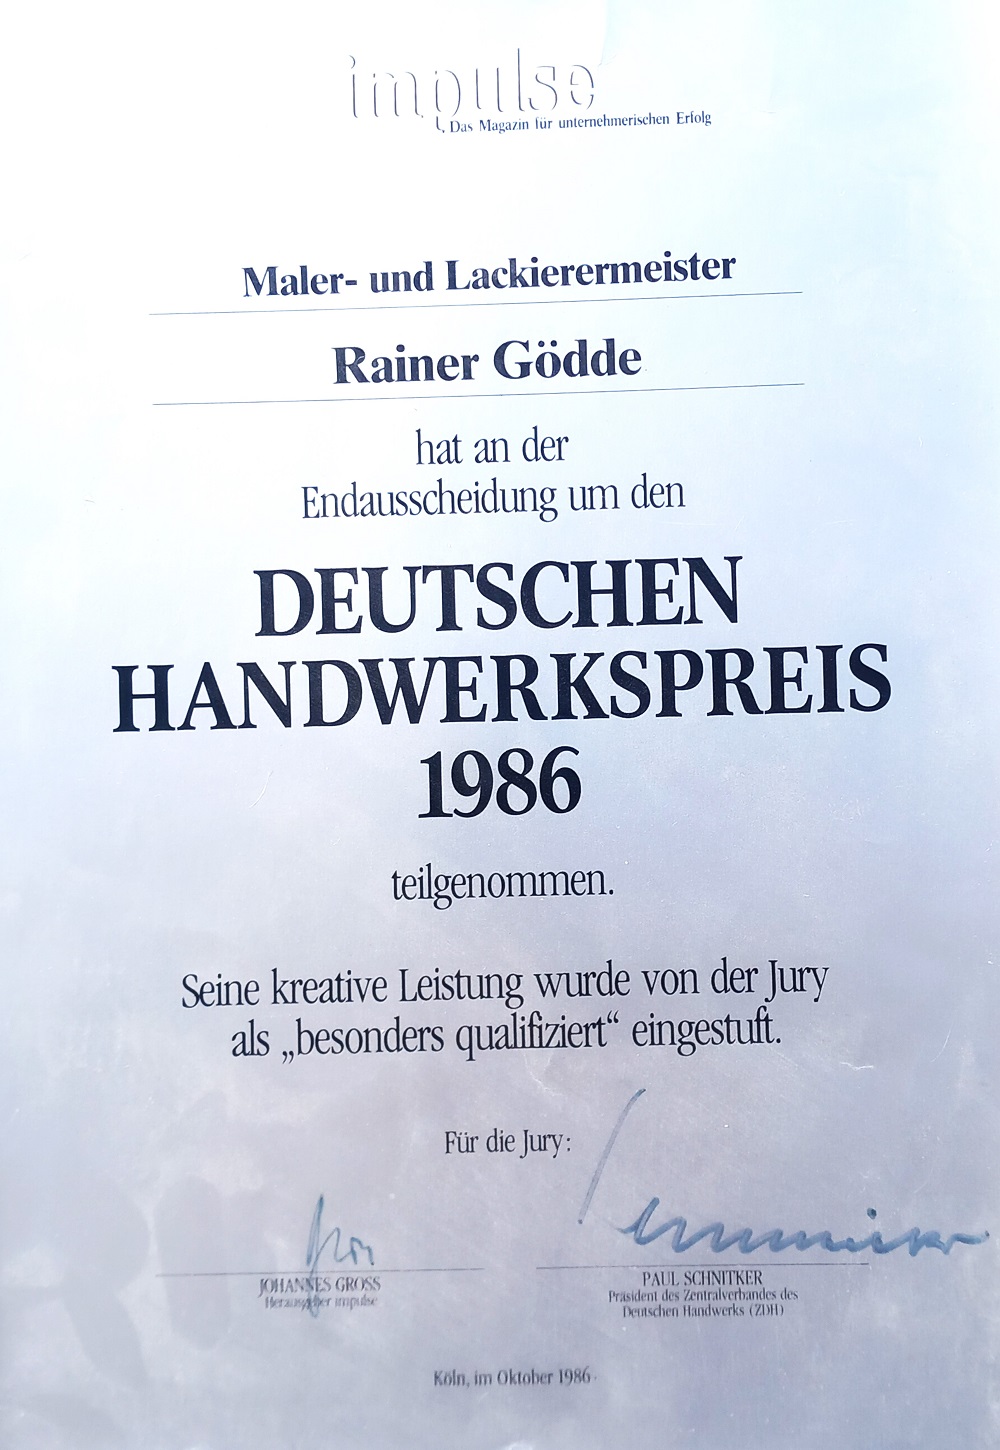 impulse
Das Magazin für unternehmerischen Erfolg
Maler- und Lackierermeister
Rainer Gödde
hat an der
Endausscheidung um den
DEUTSCHEN
HANDWERKSPREIS
1986
teilgenommen.
Seine kreative Leistung wurde von der Jury
als „besonders qualifiziert“ eingestuft.
Für die Jury:
JOHANNES GROSS
Herausgeber impulse
PAUL SCHNITKER
Präsident des Zentralverbandes des
Deutschen Handwerks (ZDH)
Köln, im Oktober 1986